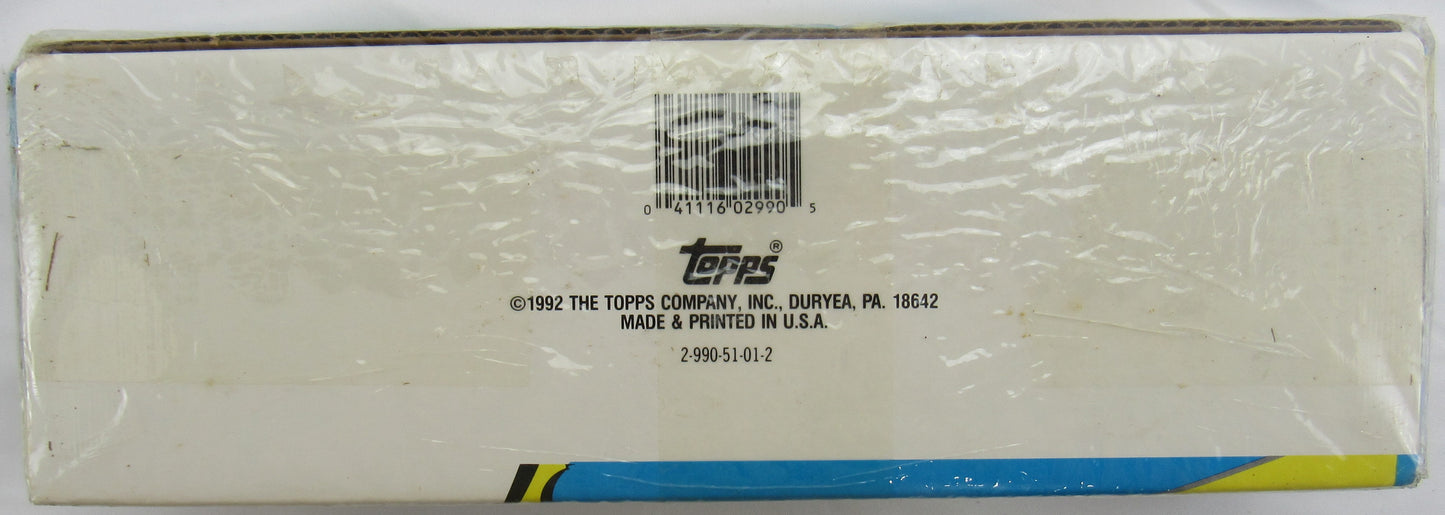 0 41116 02990 5
topps®
©1992 THE TOPPS COMPANY, INC., DURYEA, PA. 18642
MADE & PRINTED IN U.S.A.
2-990-51-01-2